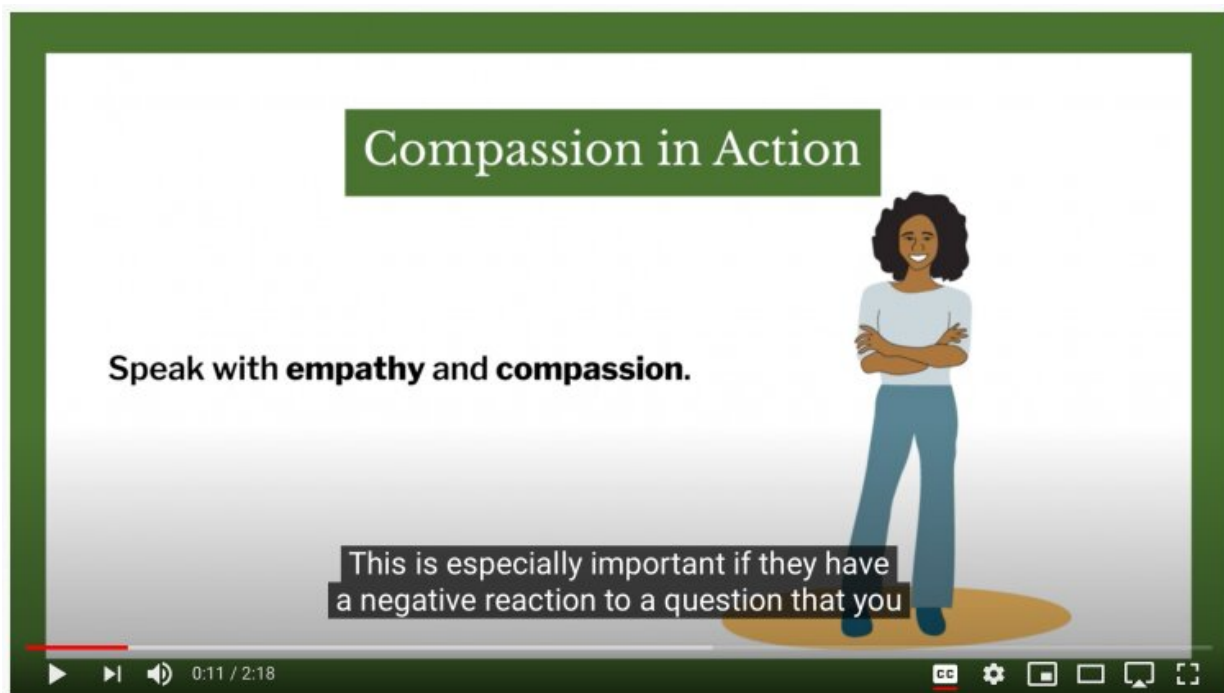 Compassion in Action
Speak with empathy and compassion.
This is especially important if they have
a negative reaction to a question that you
0:11 / 2:18
CC